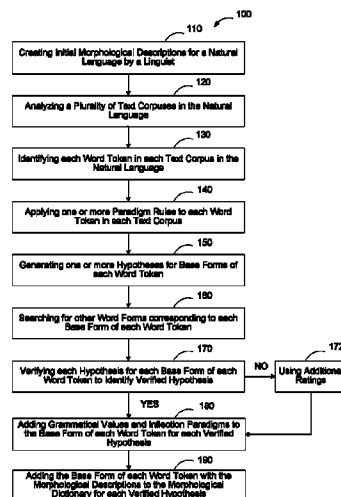 100
110
Creating Initial Morphological Descriptions for a Natural
Language by a Linguist
120
Analyzing a Plurality of Text Corpuses in the Natural
Language
130
Identifying each Word Token in each Text Corpus in the
Natural Language
140
Applying one or more Paradigm Rules to each Word
Token in each Text Corpus
150
Generating one or more Hypotheses for Base Forms of
each Word Token
160
Searching for other Word Forms corresponding to each
Base Form of each Word Token
170
Verifying each Hypothesis for each Base Form of each
Word Token to Identify Verified Hypothesis
NO
172
Using Additional
Ratings
YES
180
Adding Grammatical Values and Inflection Paradigms to
the Base Form of each Word Token for each Verified
Hypothesis
190
Adding the Base Form of each Word Token with the
Morphological Descriptions to the Morphological
Dictionary for each Verified Hypothesis